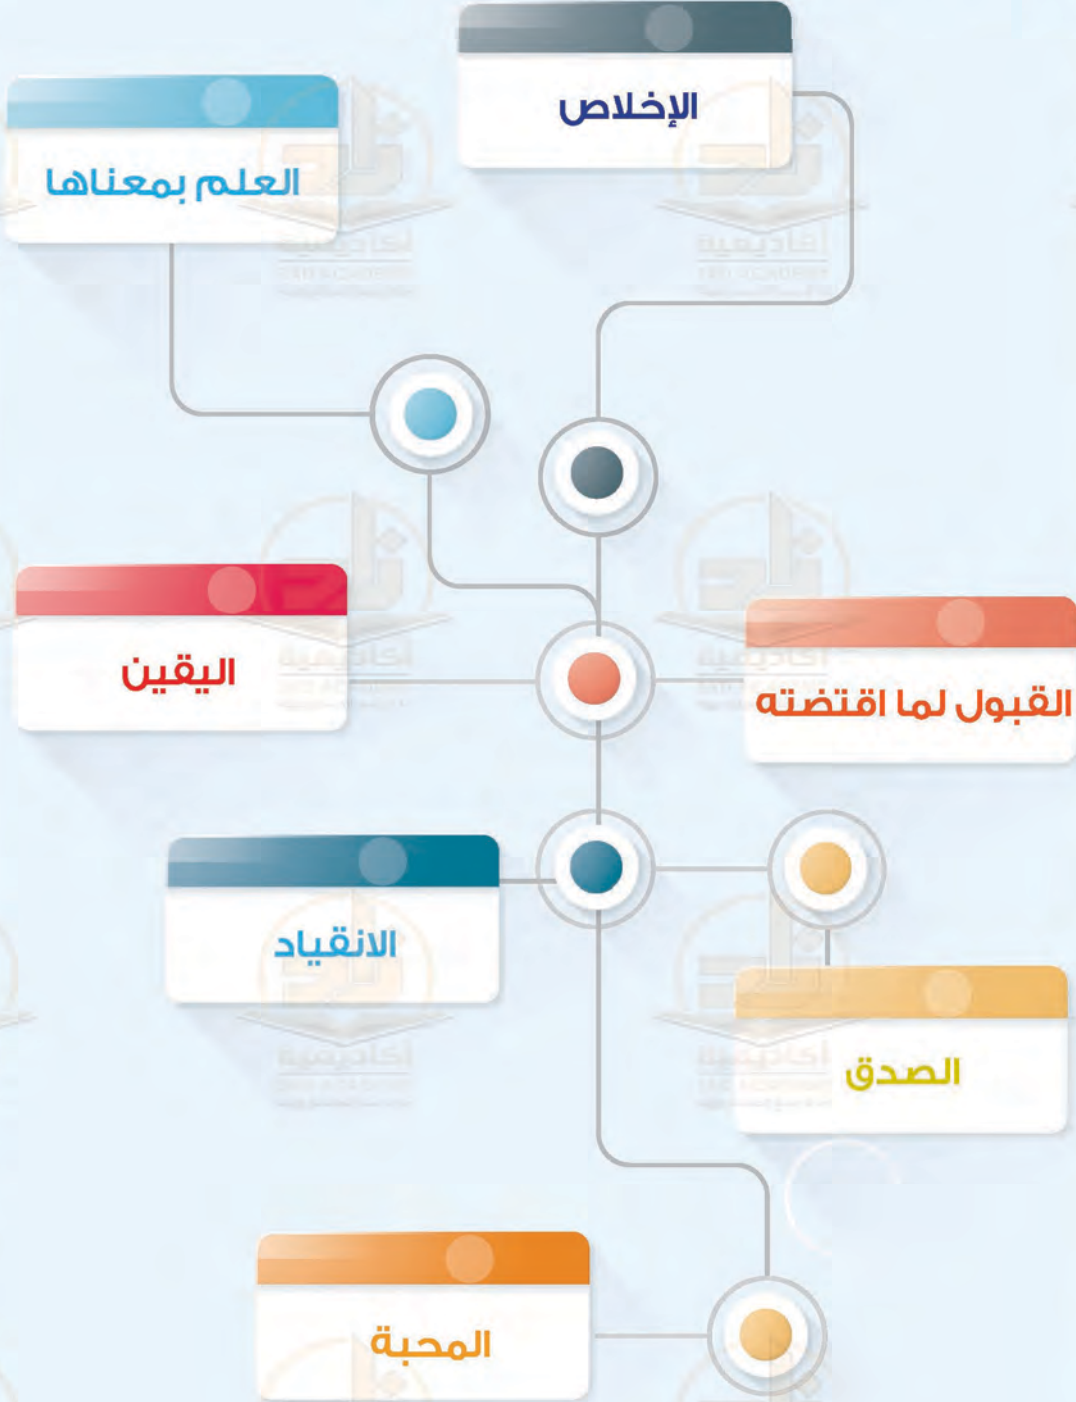 الإخلاص
العلم بمعناها
القبول لما اقتضته
اليقين
الانقياد
الصدق
المحبة